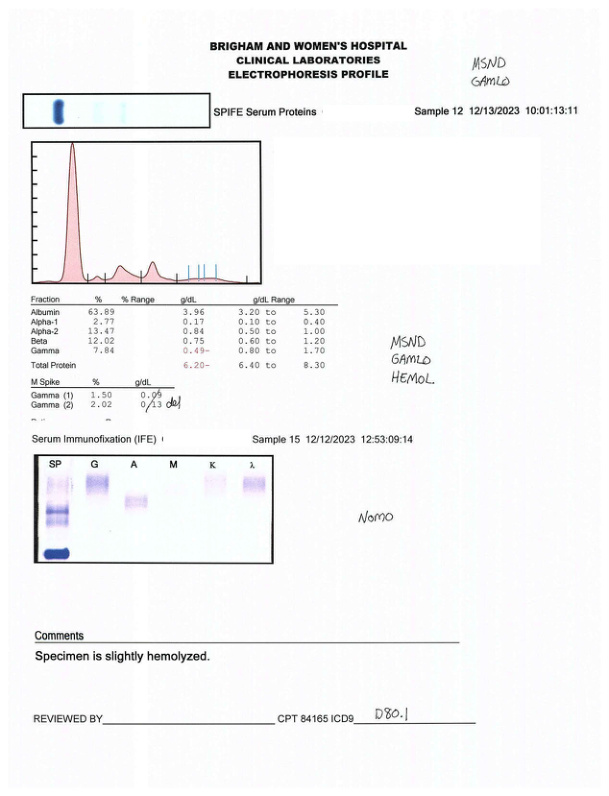 BRIGHAM AND WOMEN'S HOSPITAL
CLINICAL LABORATORIES
ELECTROPHORESIS PROFILE
MSND
GAMLO
SPIFE Serum Proteins Sample 12 12/13/2023 10:01:13:11
Fraction % % Range g/dL g/dL Range
Albumin 63.89 3.96 3.20 to 5.30
Alpha-1 2.77 0.17 0.10 to 0.40
Alpha-2 13.47 0.84 0.50 to 1.00
Beta 12.02 0.75 0.60 to 1.20
Gamma 7.84 0.49- 0.80 to 1.70
Total Protein 6.20- 6.40 to 8.30
MSND
GAMLO
HEMOL.
M Spike % g/dL
Gamma (1) 1.50 0.09
Gamma (2) 2.02 0.13 del
Serum Immunofixation (IFE) Sample 15 12/12/2023 12:53:09:14
SP G A M K λ
NOMO
Comments
Specimen is slightly hemolyzed.
REVIEWED BY CPT 84165 ICD9 D80.1